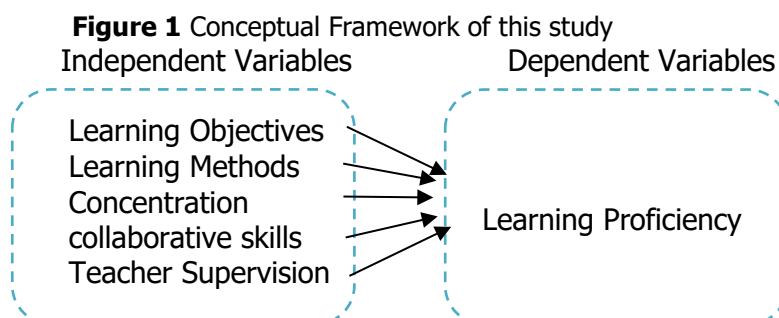 Figure 1 Conceptual Framework of this study
Independent Variables Dependent Variables
Learning Objectives
Learning Methods
Concentration
collaborative skills
Teacher Supervision
Learning Proficiency